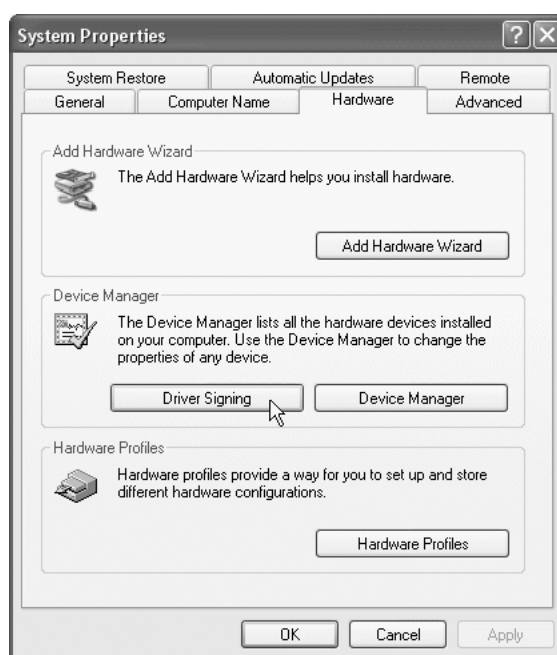 System Properties
System Restore
Automatic Updates
Remote
General
Computer Name
Hardware
Advanced
Add Hardware Wizard
The Add Hardware Wizard helps you install hardware.
Add Hardware Wizard
Device Manager
The Device Manager lists all the hardware devices installed
on your computer. Use the Device Manager to change the
properties of any device.
Driver Signing
Device Manager
Hardware Profiles
Hardware profiles provide a way for you to set up and store
different hardware configurations.
Hardware Profiles
OK
Cancel
Apply